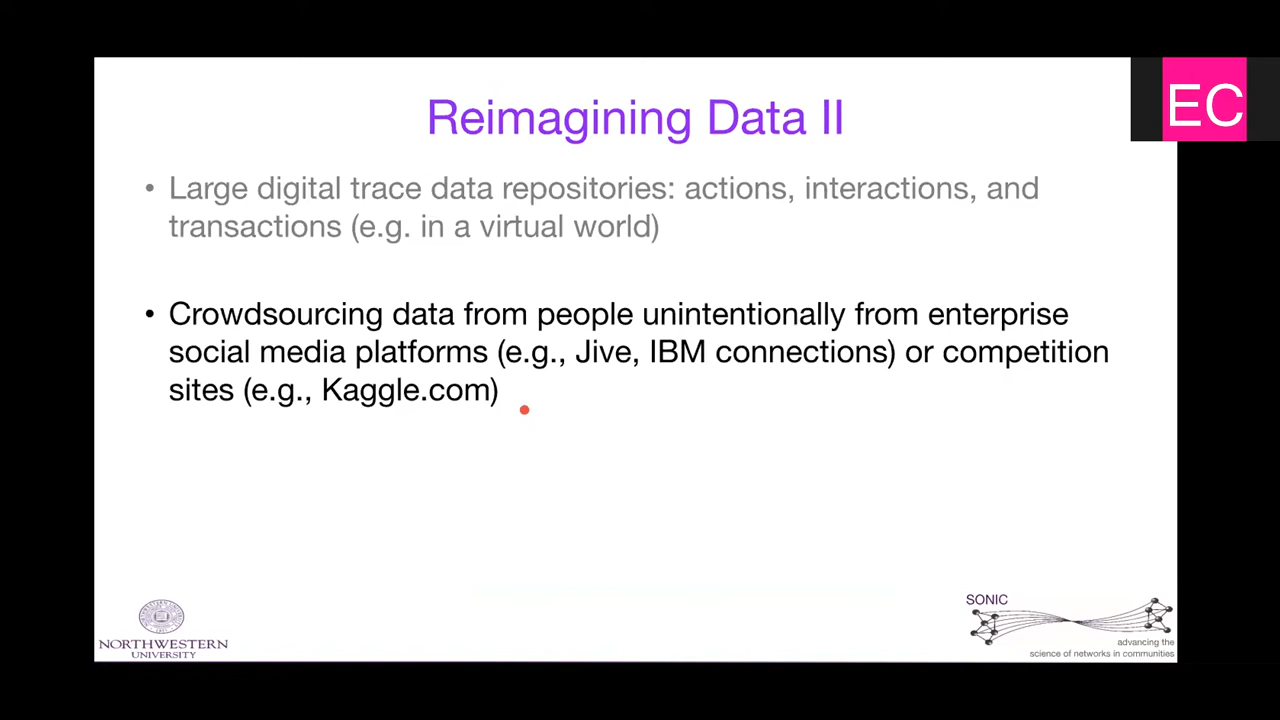 Reimagining Data II
EC
• Large digital trace data repositories: actions, interactions, and
transactions (e.g. in a virtual world)
• Crowdsourcing data from people unintentionally from enterprise
social media platforms (e.g., Jive, IBM connections) or competition
sites (e.g., Kaggle.com)
NORTHWESTERN
UNIVERSITY
SONIC
advancing the
science of networks in communities